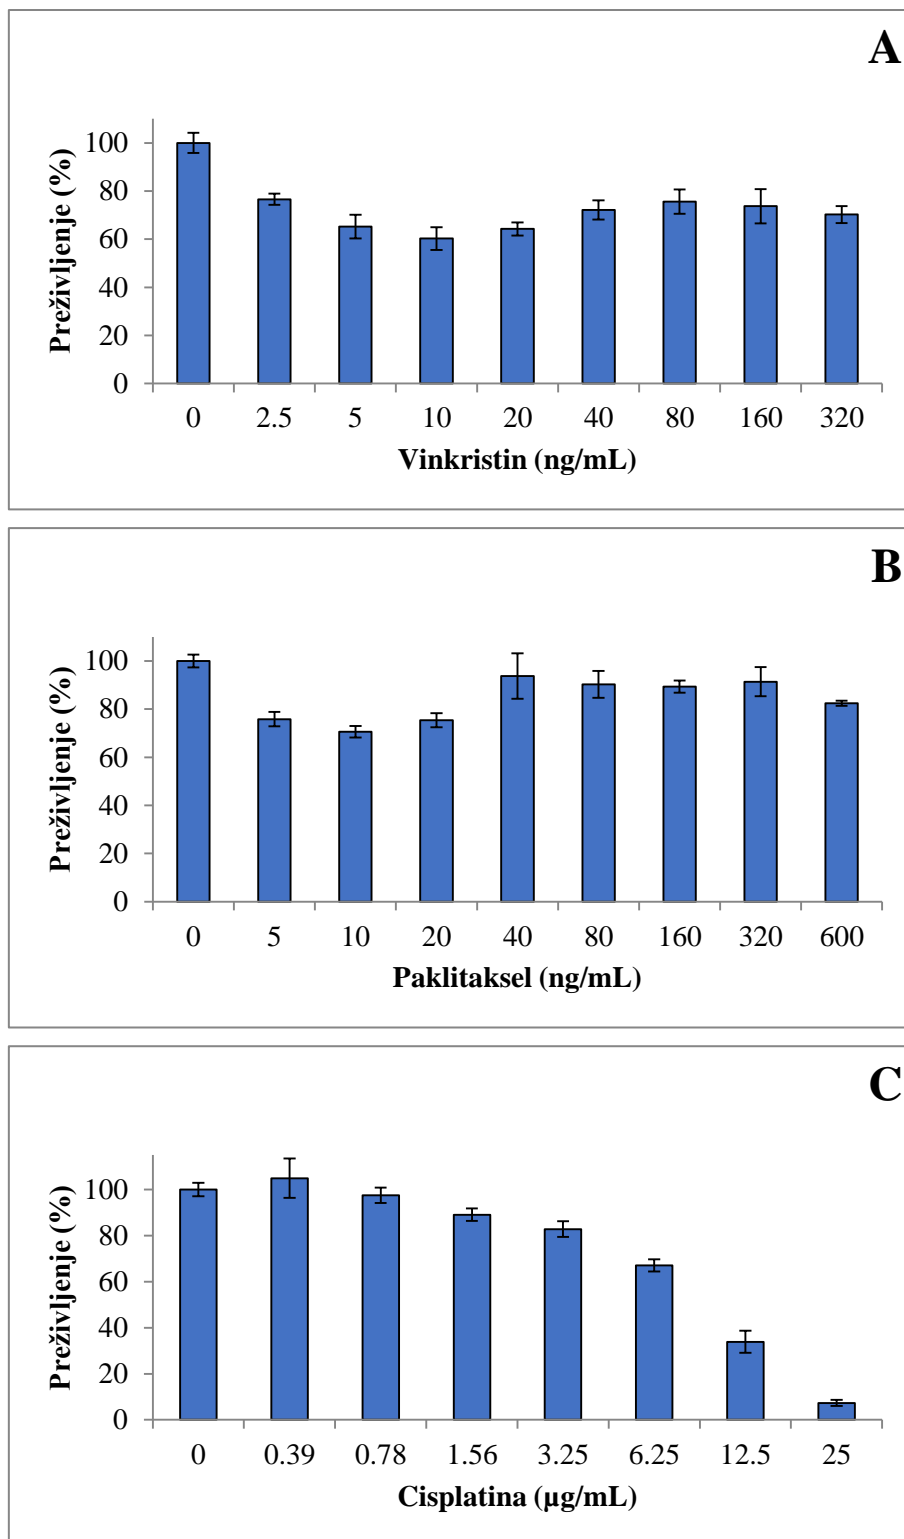 A
Preživljenje (%)
100
80
60
40
20
0
0 2.5 5 10 20 40 80 160 320
Vinkristin (ng/mL)
B
Preživljenje (%)
100
80
60
40
20
0
0 5 10 20 40 80 160 320 600
Paklitaksel (ng/mL)
C
Preživljenje (%)
100
80
60
40
20
0
0 0.39 0.78 1.56 3.25 6.25 12.5 25
Cisplatina (µg/mL)